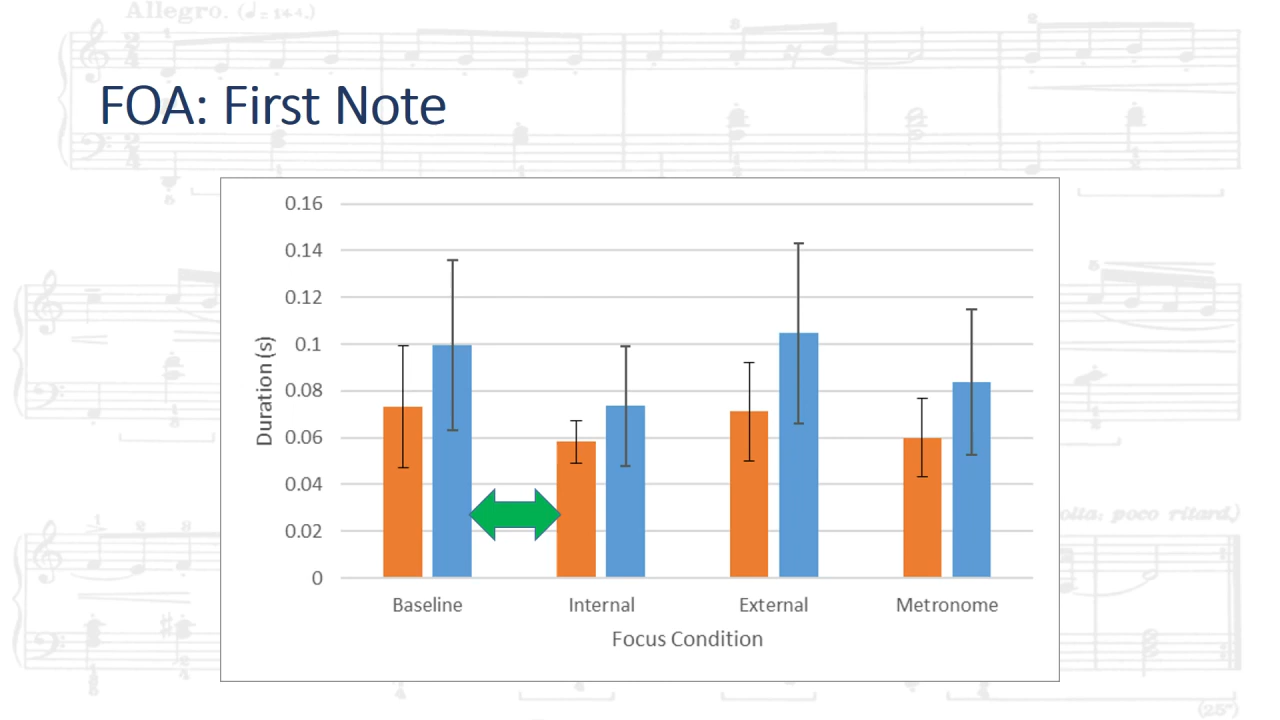 Allegro. (♩=144.)
FOA: First Note
0.16
0.14
0.12
0.1
0.08
0.06
0.04
0.02
0
Duration (s)
Baseline Internal External Metronome
Focus Condition
poco ritard.)
(25")